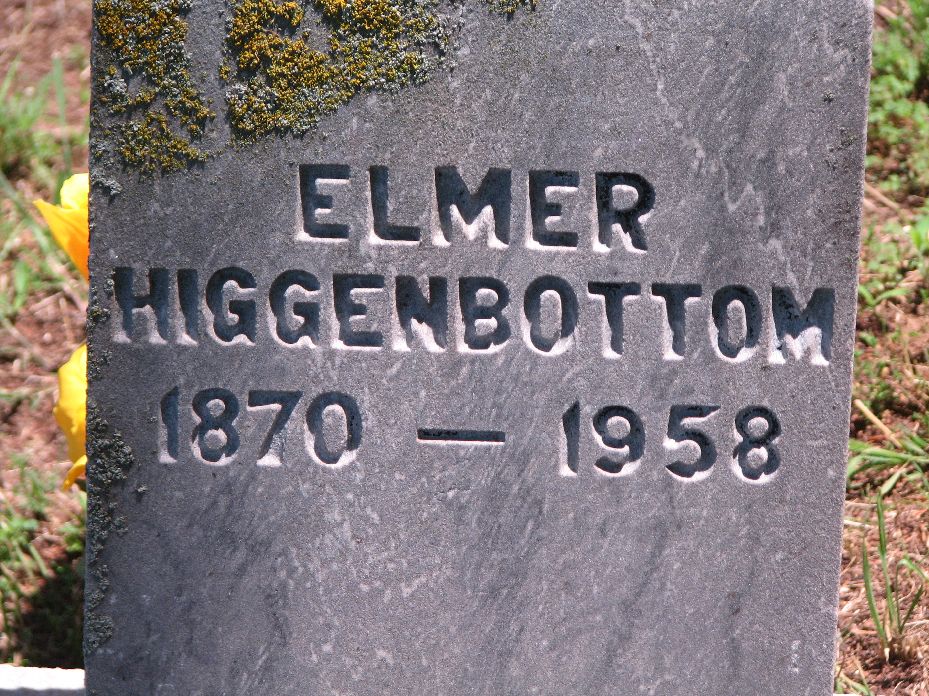 ELMER
HIGGENBOTTOM
1870 — 1958